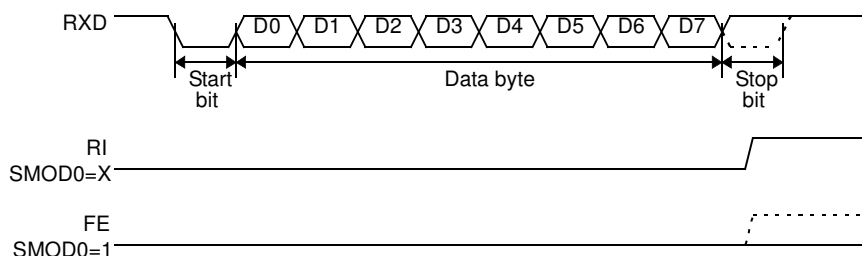 RXD D0 D1 D2 D3 D4 D5 D6 D7
Start bit
Data byte
Stop bit
RI
SMOD0=X
FE
SMOD0=1